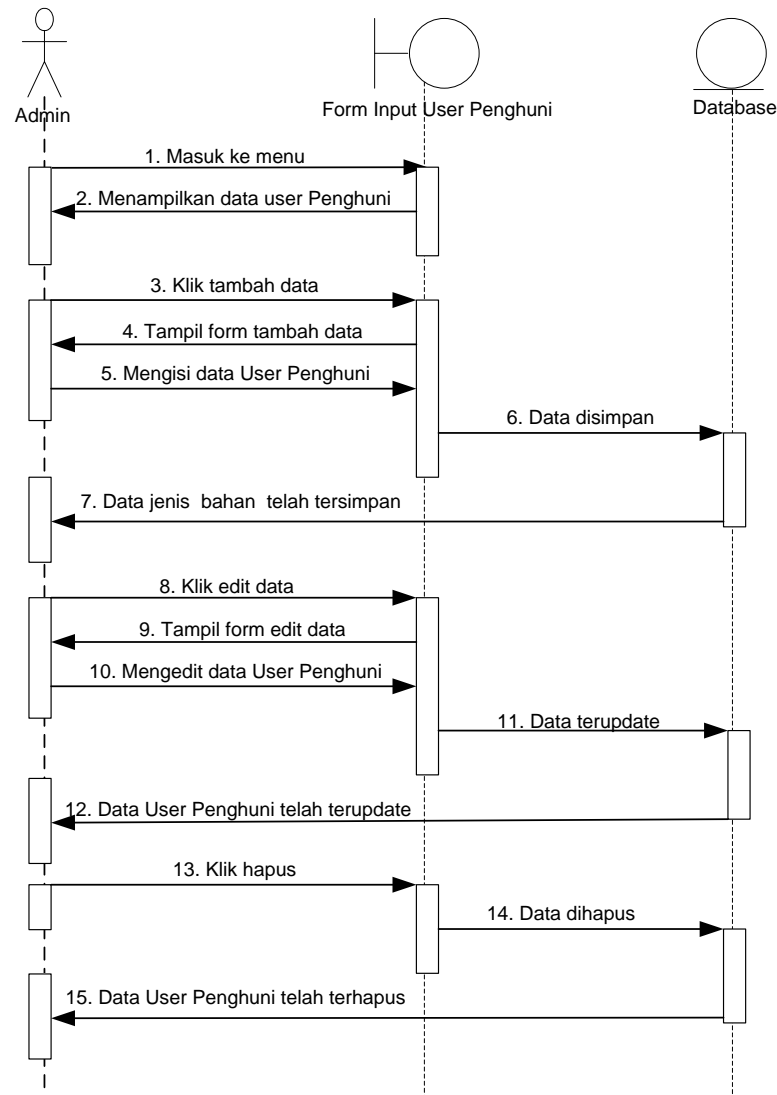 Admin
Form Input User Penghuni
Database
1. Masuk ke menu
2. Menampilkan data user Penghuni
3. Klik tambah data
4. Tampil form tambah data
5. Mengisi data User Penghuni
6. Data disimpan
7. Data jenis bahan telah tersimpan
8. Klik edit data
9. Tampil form edit data
10. Mengedit data User Penghuni
11. Data terupdate
12. Data User Penghuni telah terupdate
13. Klik hapus
14. Data dihapus
15. Data User Penghuni telah terhapus